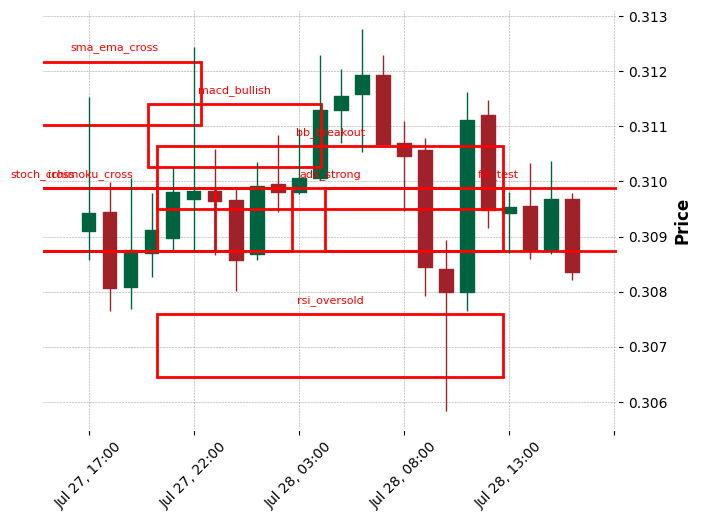 sma_ema_cross
macd_bullish
bb_breakout
stoch_cross
ichimoku_cross
adx_strong
rsi_oversold
0.313
0.312
0.311
0.310
0.309
0.308
0.307
0.306
Price
Jul 27, 17:00
Jul 27, 22:00
Jul 28, 03:00
Jul 28, 08:00
Jul 28, 13:00